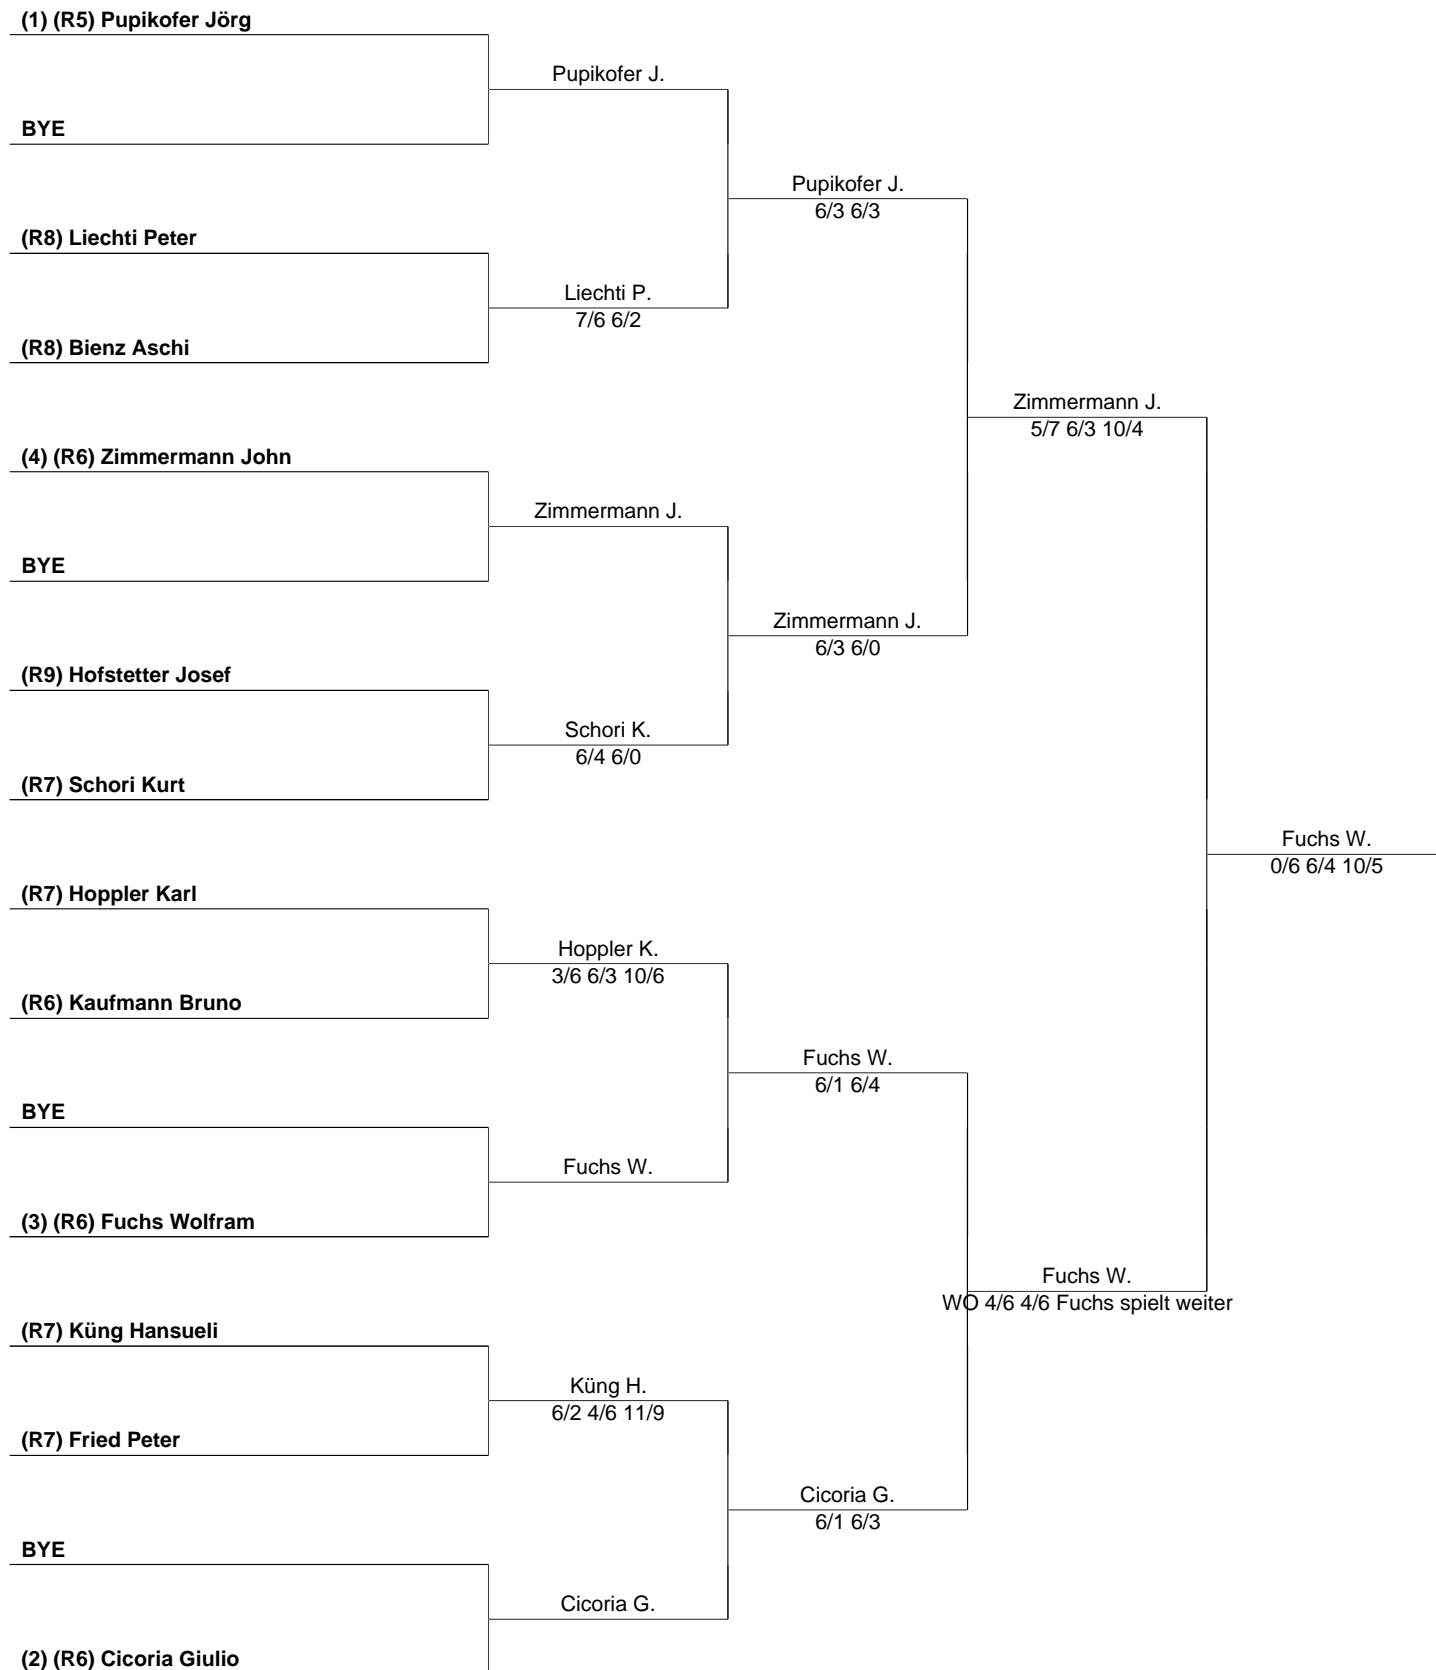 (1) (R5) Pupikofer Jörg
Pupikofer J.
BYE
Pupikofer J.
6/3 6/3
(R8) Liechti Peter
Liechti P.
7/6 6/2
(R8) Bienz Aschi
Zimmermann J.
5/7 6/3 10/4
(4) (R6) Zimmermann John
Zimmermann J.
BYE
Zimmermann J.
6/3 6/0
(R9) Hofstetter Josef
Schori K.
6/4 6/0
(R7) Schori Kurt
Fuchs W.
0/6 6/4 10/5
(R7) Hoppler Karl
Hoppler K.
3/6 6/3 10/6
(R6) Kaufmann Bruno
Fuchs W.
6/1 6/4
BYE
Fuchs W.
(3) (R6) Fuchs Wolfram
Fuchs W.
WO 4/6 4/6 Fuchs spielt weiter
(R7) Küng Hansueli
Küng H.
6/2 4/6 11/9
(R7) Fried Peter
Cicoria G.
6/1 6/3
BYE
Cicoria G.
(2) (R6) Cicoria Giulio